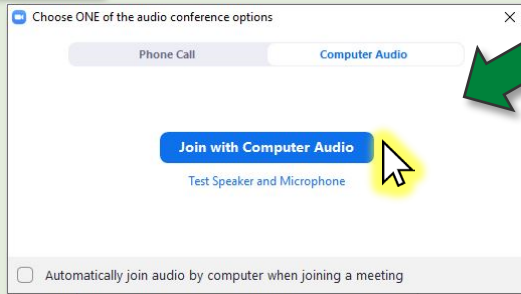 Choose ONE of the audio conference options
Phone Call
Computer Audio
Join with Computer Audio
Test Speaker and Microphone
Automatically join audio by computer when joining a meeting